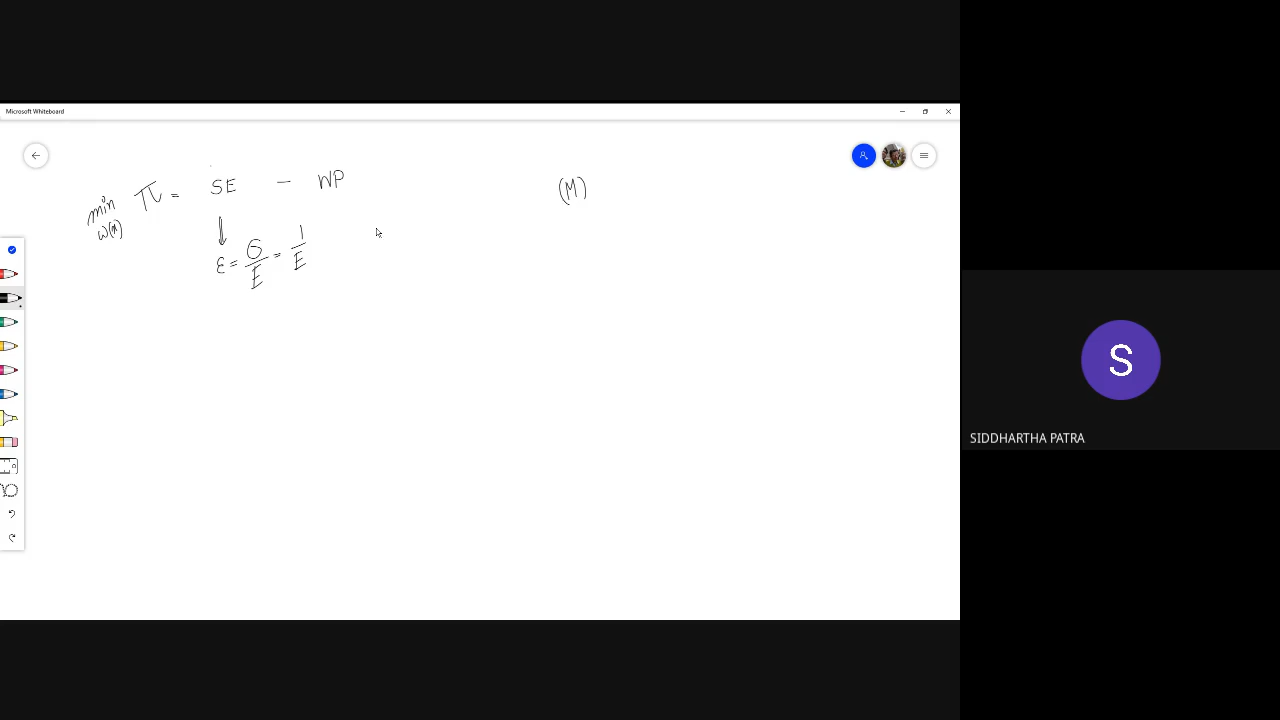 Microsoft Whiteboard
min π = SE − WP (M)
w(x)
ε = σ/E = 1/E
S
SIDDHARTHA PATRA